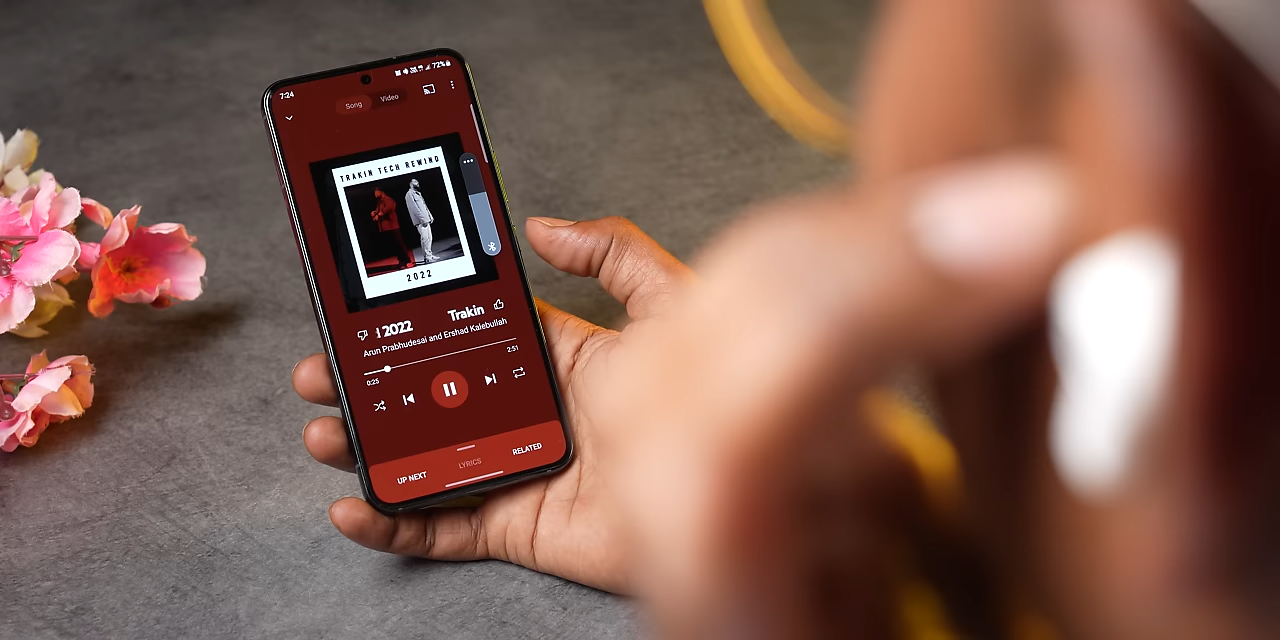 7:24
72%
Song Video
TRAKIN TECH REWIND
2022
l 2022 Trakin
Arun Prabhudesai and Ershad Kalebullah
0:25 2:51
UP NEXT LYRICS RELATED